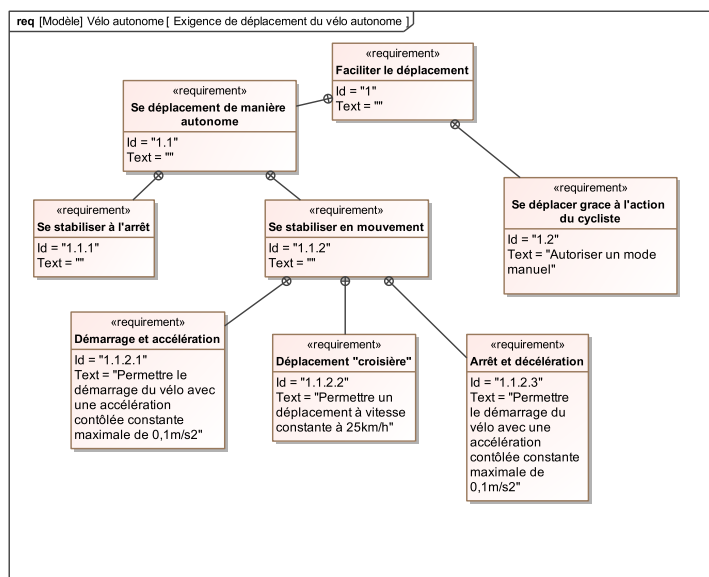 req [Modèle] Vélo autonome [ Exigence de déplacement du vélo autonome ]
«requirement»
Faciliter le déplacement
Id = "1"
Text = ""
«requirement»
Se déplacement de manière
autonome
Id = "1.1"
Text = ""
«requirement»
Se déplacer grace à l'action
du cycliste
Id = "1.2"
Text = "Autoriser un mode
manuel"
«requirement»
Se stabiliser à l'arrêt
Id = "1.1.1"
Text = ""
«requirement»
Se stabiliser en mouvement
Id = "1.1.2"
Text = ""
«requirement»
Démarrage et accélération
Id = "1.1.2.1"
Text = "Permettre le
démarrage du vélo avec
une accélération
contôlée constante
maximale de 0,1m/s2"
«requirement»
Déplacement "croisière"
Id = "1.1.2.2"
Text = "Permettre un
déplacement à vitesse
constante à 25km/h"
«requirement»
Arrêt et décélération
Id = "1.1.2.3"
Text = "Permettre
le démarrage du
vélo avec une
accélération
contôlée constante
maximale de
0,1m/s2"